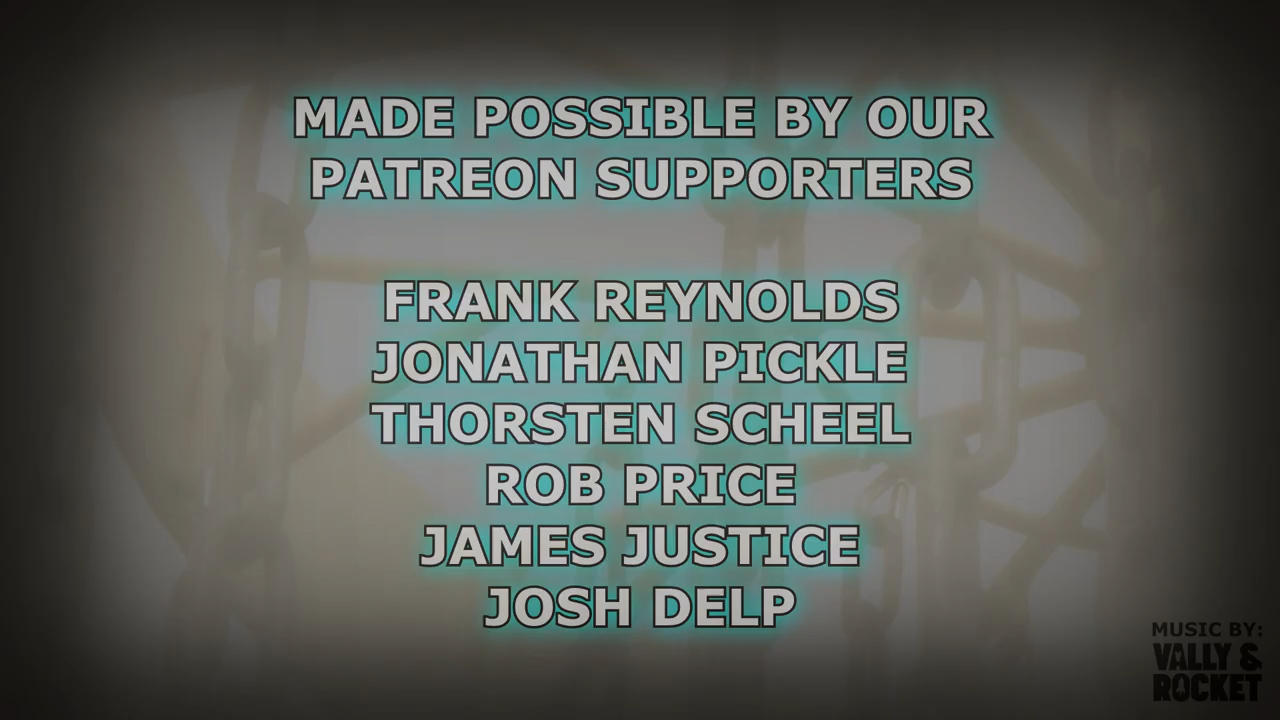 MADE POSSIBLE BY OUR
PATREON SUPPORTERS
FRANK REYNOLDS
JONATHAN PICKLE
THORSTEN SCHEEL
ROB PRICE
JAMES JUSTICE
JOSH DELP
MUSIC BY:
VALLY &
ROCKET